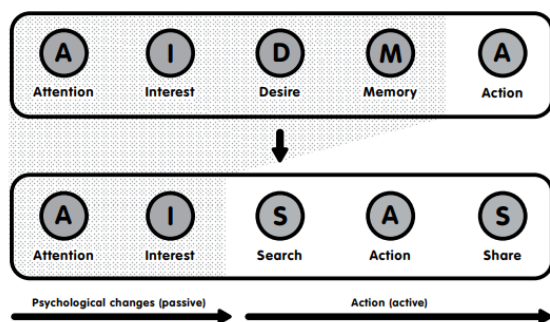 A I D M A
Attention Interest Desire Memory Action
A I S A S
Attention Interest Search Action Share
Psychological changes (passive) Action (active)